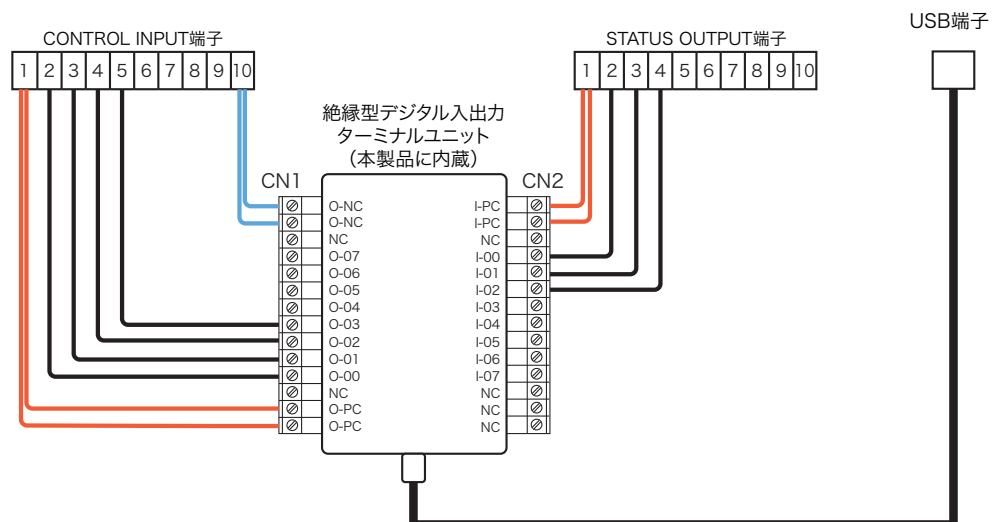 USB端子
CONTROL INPUT端子
1 2 3 4 5 6 7 8 9 10
STATUS OUTPUT端子
1 2 3 4 5 6 7 8 9 10
絶縁型デジタル入出力
ターミナルユニット
（本製品に内蔵）
CN1
O-NC
O-NC
NC
O-07
O-06
O-05
O-04
O-03
O-02
O-01
O-00
NC
O-PC
O-PC
CN2
I-PC
I-PC
NC
I-00
I-01
I-02
I-03
I-04
I-05
I-06
I-07
NC
NC
NC